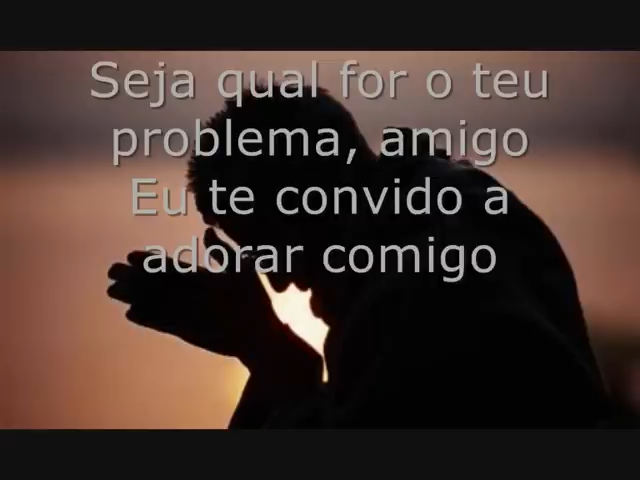 Seja qual for o teu
problema, amigo
Eu te convido a
adorar comigo